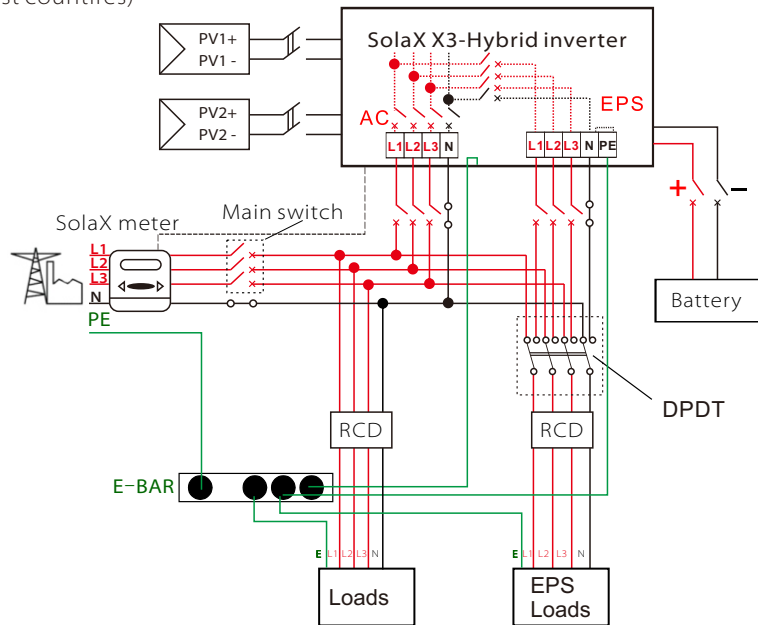 st countires)
PV1+
PV1 -
PV2+
PV2 -
SolaX X3-Hybrid inverter
AC
EPS
L1 L2 L3 N
L1 L2 L3 N PE
+ −
SolaX meter
Main switch
L1
L2
L3
N
PE
Battery
DPDT
RCD
RCD
E-BAR
E L1 L2 L3 N
E L1 L2 L3 N
Loads
EPS
Loads